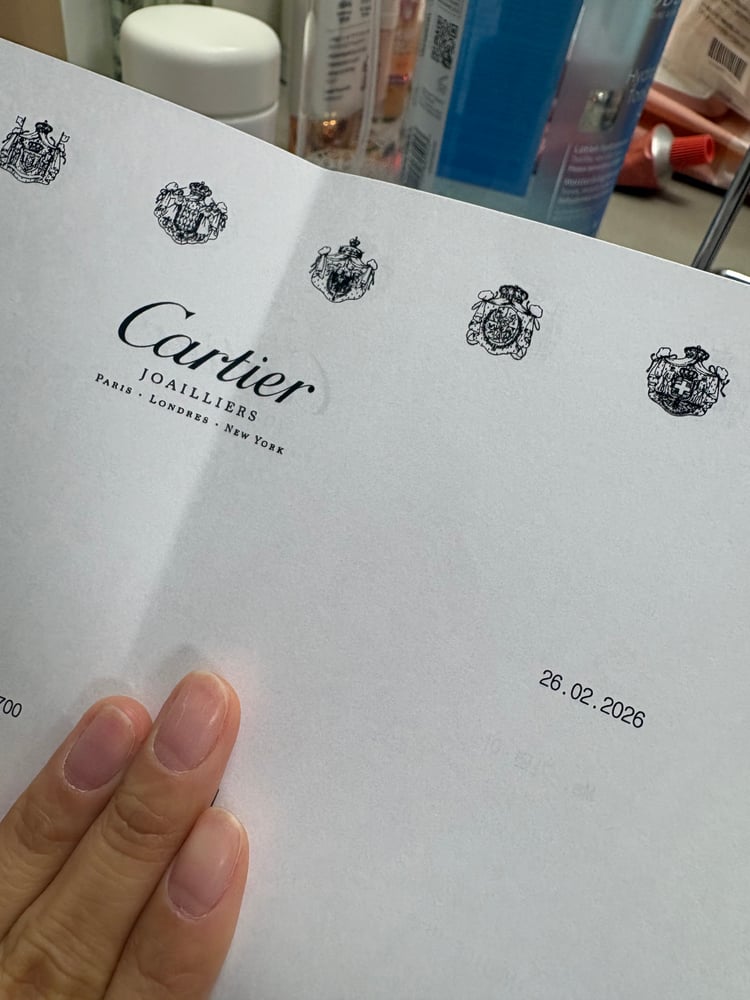 Cartier
JOAILLIERS
PARIS · LONDRES · NEW YORK
26.02.2026
700